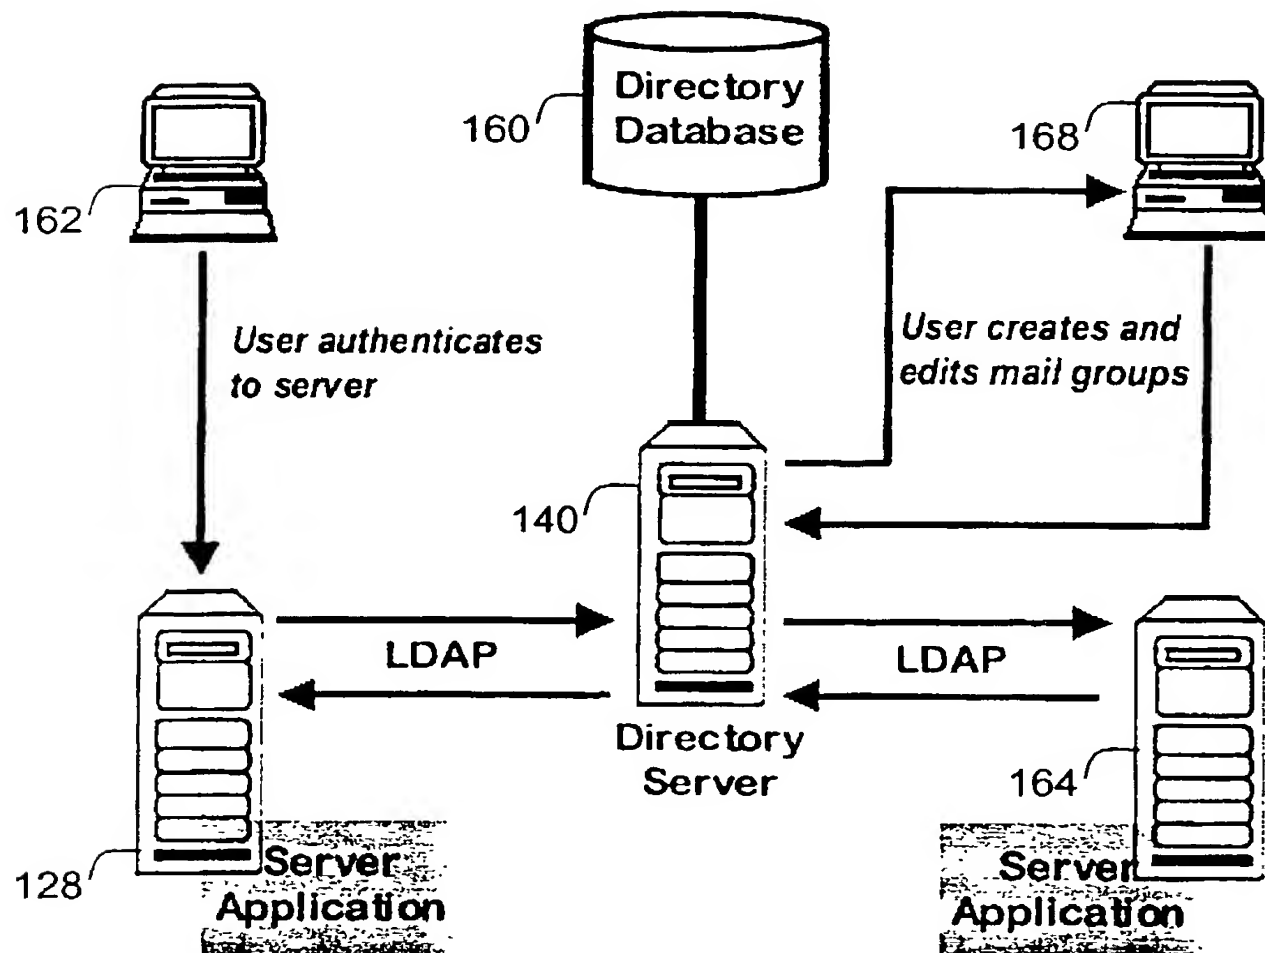 Directory
Database
160
168
162
User authenticates
to server
User creates and
edits mail groups
140
LDAP
LDAP
Directory
Server
164
128
Server
Application
Server
Application